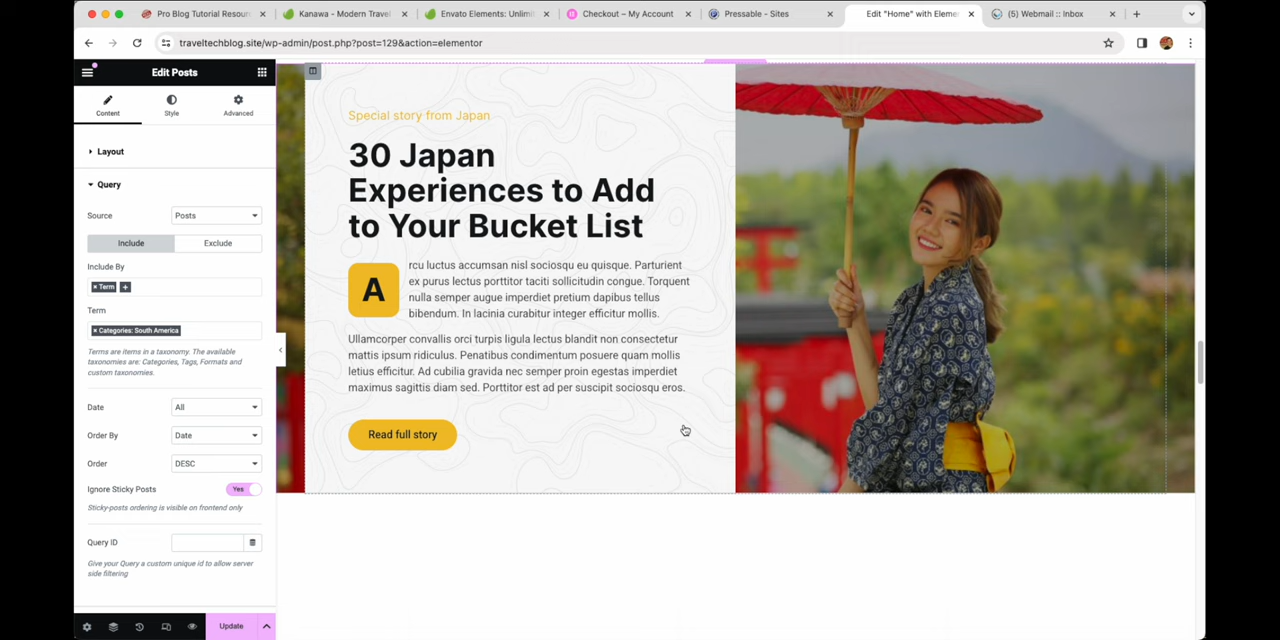 Pro Blog Tutorial Resour
Kanawa - Modern Travel
Envato Elements: Unlimi
Checkout – My Account
Pressable - Sites
Edit "Home" with Elemen
(5) Webmail :: Inbox
traveltechblog.site/wp-admin/post.php?post=129&action=elementor
Edit Posts
Content
Style
Advanced
Layout
Query
Source
Posts
Include
Exclude
Include By
× Term +
Term
× Categories: South America
Terms are items in a taxonomy. The available
taxonomies are: Categories, Tags, Formats and
custom taxonomies.
Date
All
Order By
Date
Order
DESC
Ignore Sticky Posts
Yes
Sticky-posts ordering is visible on frontend only
Query ID
Give your Query a custom unique id to allow server
side filtering
Update
Special story from Japan
30 Japan
Experiences to Add
to Your Bucket List
A
rcu luctus accumsan nisl sociosqu eu quisque. Parturient
ex purus lectus porttitor taciti sollicitudin congue. Torquent
nulla semper augue imperdiet pretium dapibus tellus
bibendum. In lacinia curabitur integer efficitur mollis.
Ullamcorper convallis orci turpis ligula lectus blandit non consectetur
mattis ipsum ridiculus. Penatibus condimentum posuere quam mollis
letius efficitur. Ad cubilia gravida nec semper proin egestas imperdiet
maximus sagittis diam sed. Porttitor est ad per suscipit sociosqu eros.
Read full story